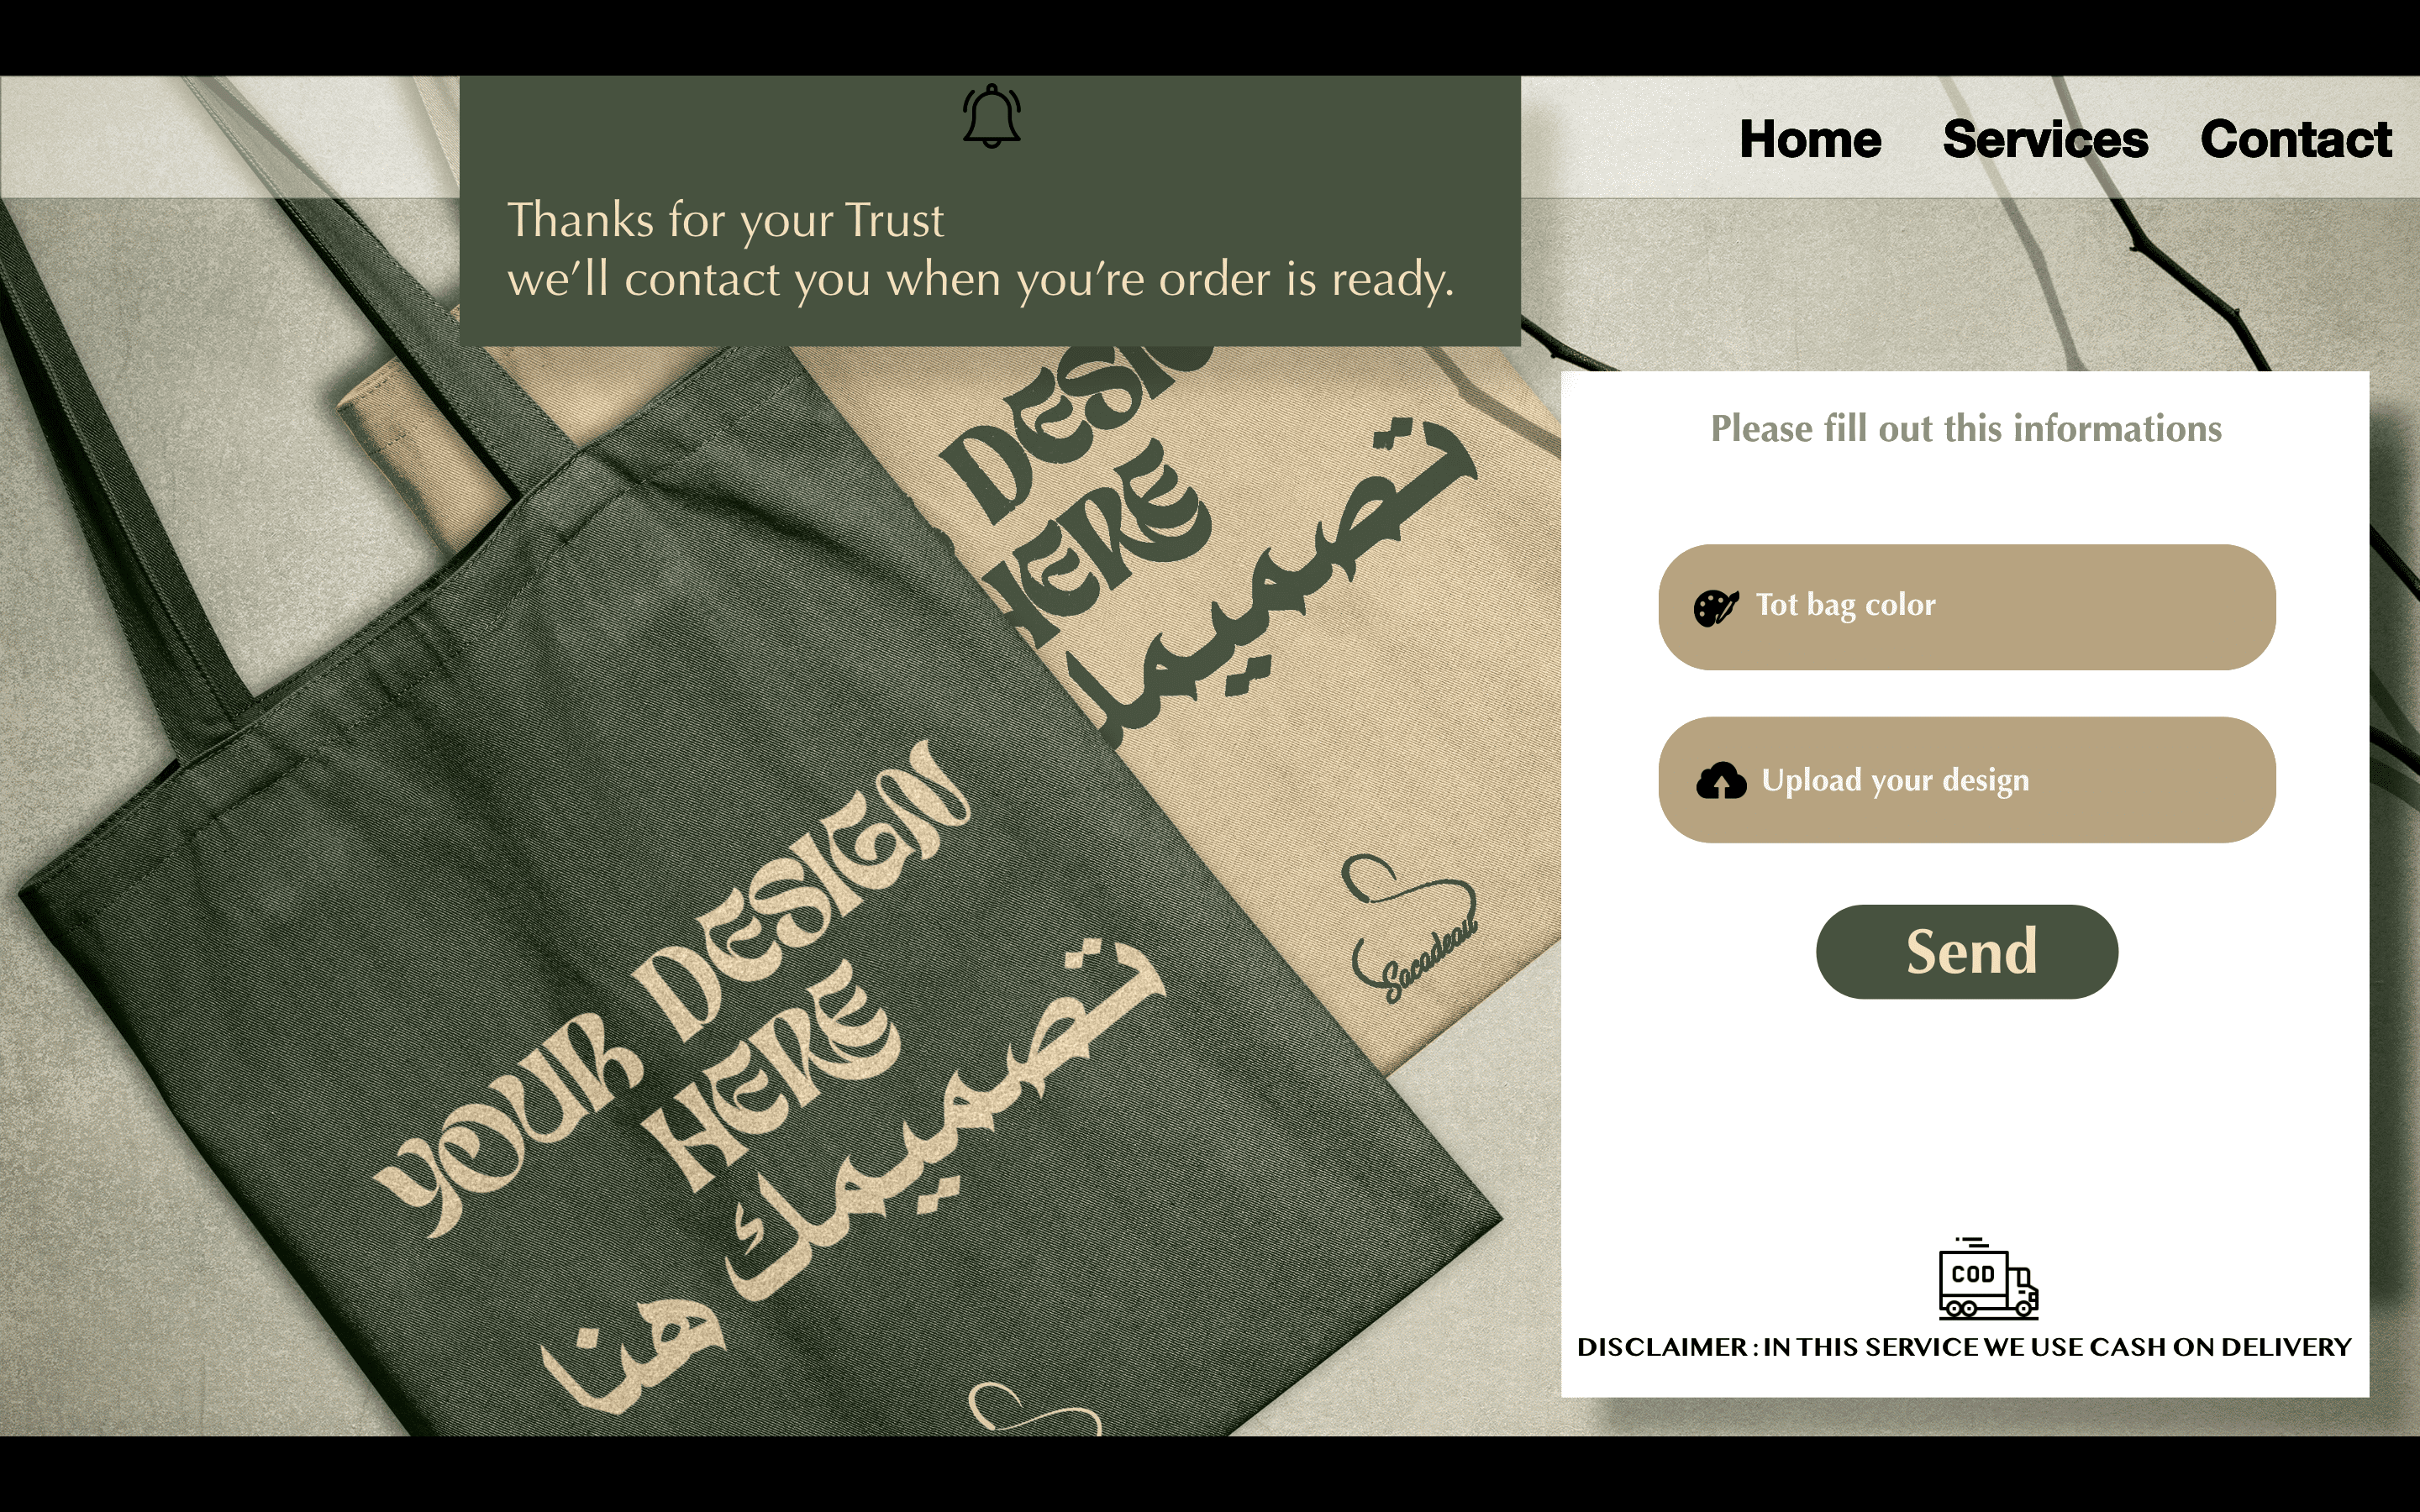 Home Services Contact
Thanks for your Trust
we'll contact you when you're order is ready.
DESIG
HERE
تصميمك
Sacadeau
YOUR DESIGN
HERE
تصميمك
هنا
Please fill out this informations
Tot bag color
Upload your design
Send
COD
DISCLAIMER : IN THIS SERVICE WE USE CASH ON DELIVERY